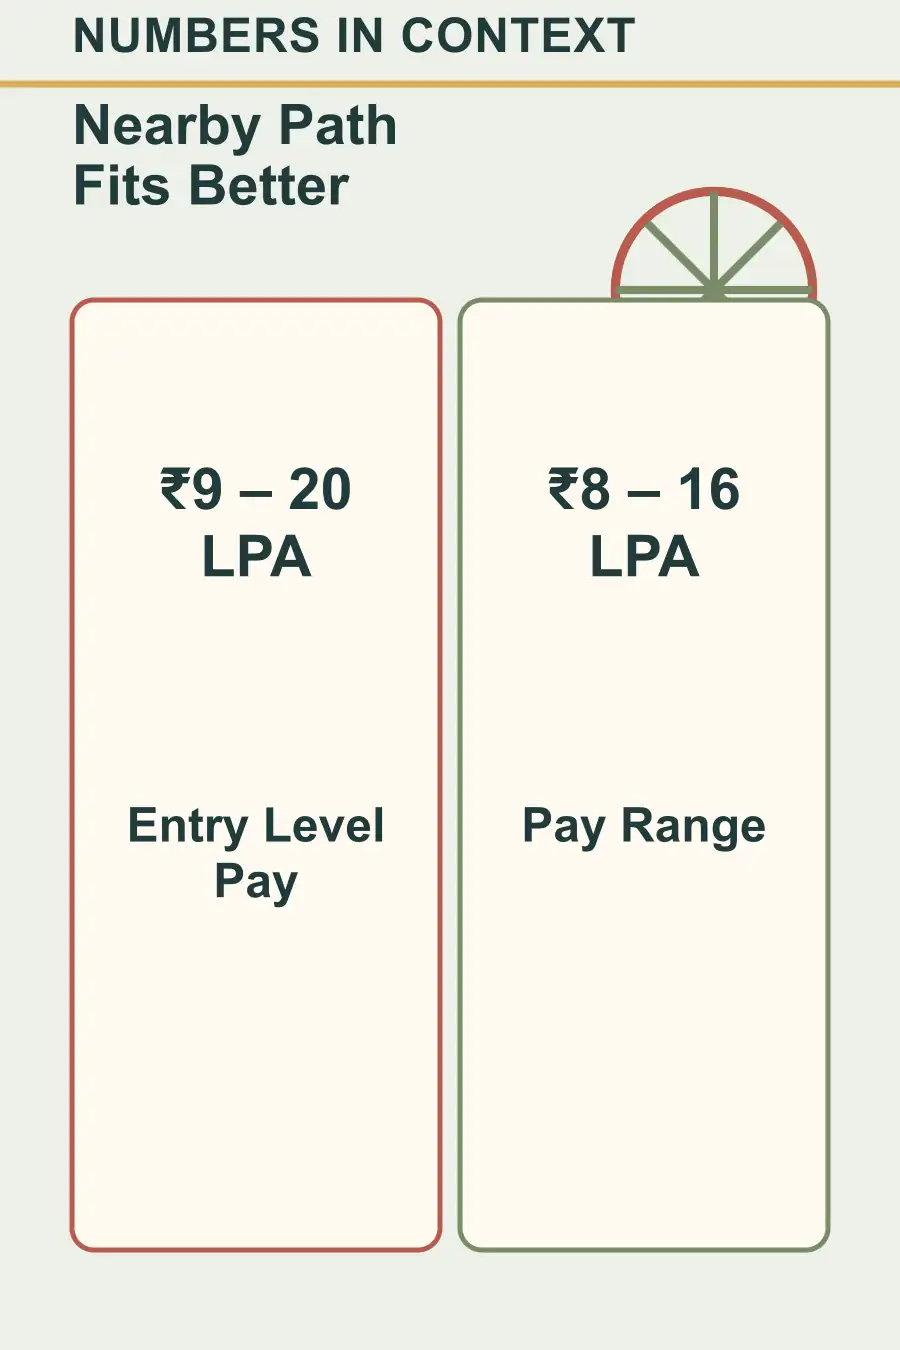 NUMBERS IN CONTEXT
Nearby Path
Fits Better
₹9 – 20
LPA
Entry Level
Pay
₹8 – 16
LPA
Pay Range